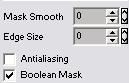 Mask Smooth 0
Edge Size 0
Antialiasing
Boolean Mask